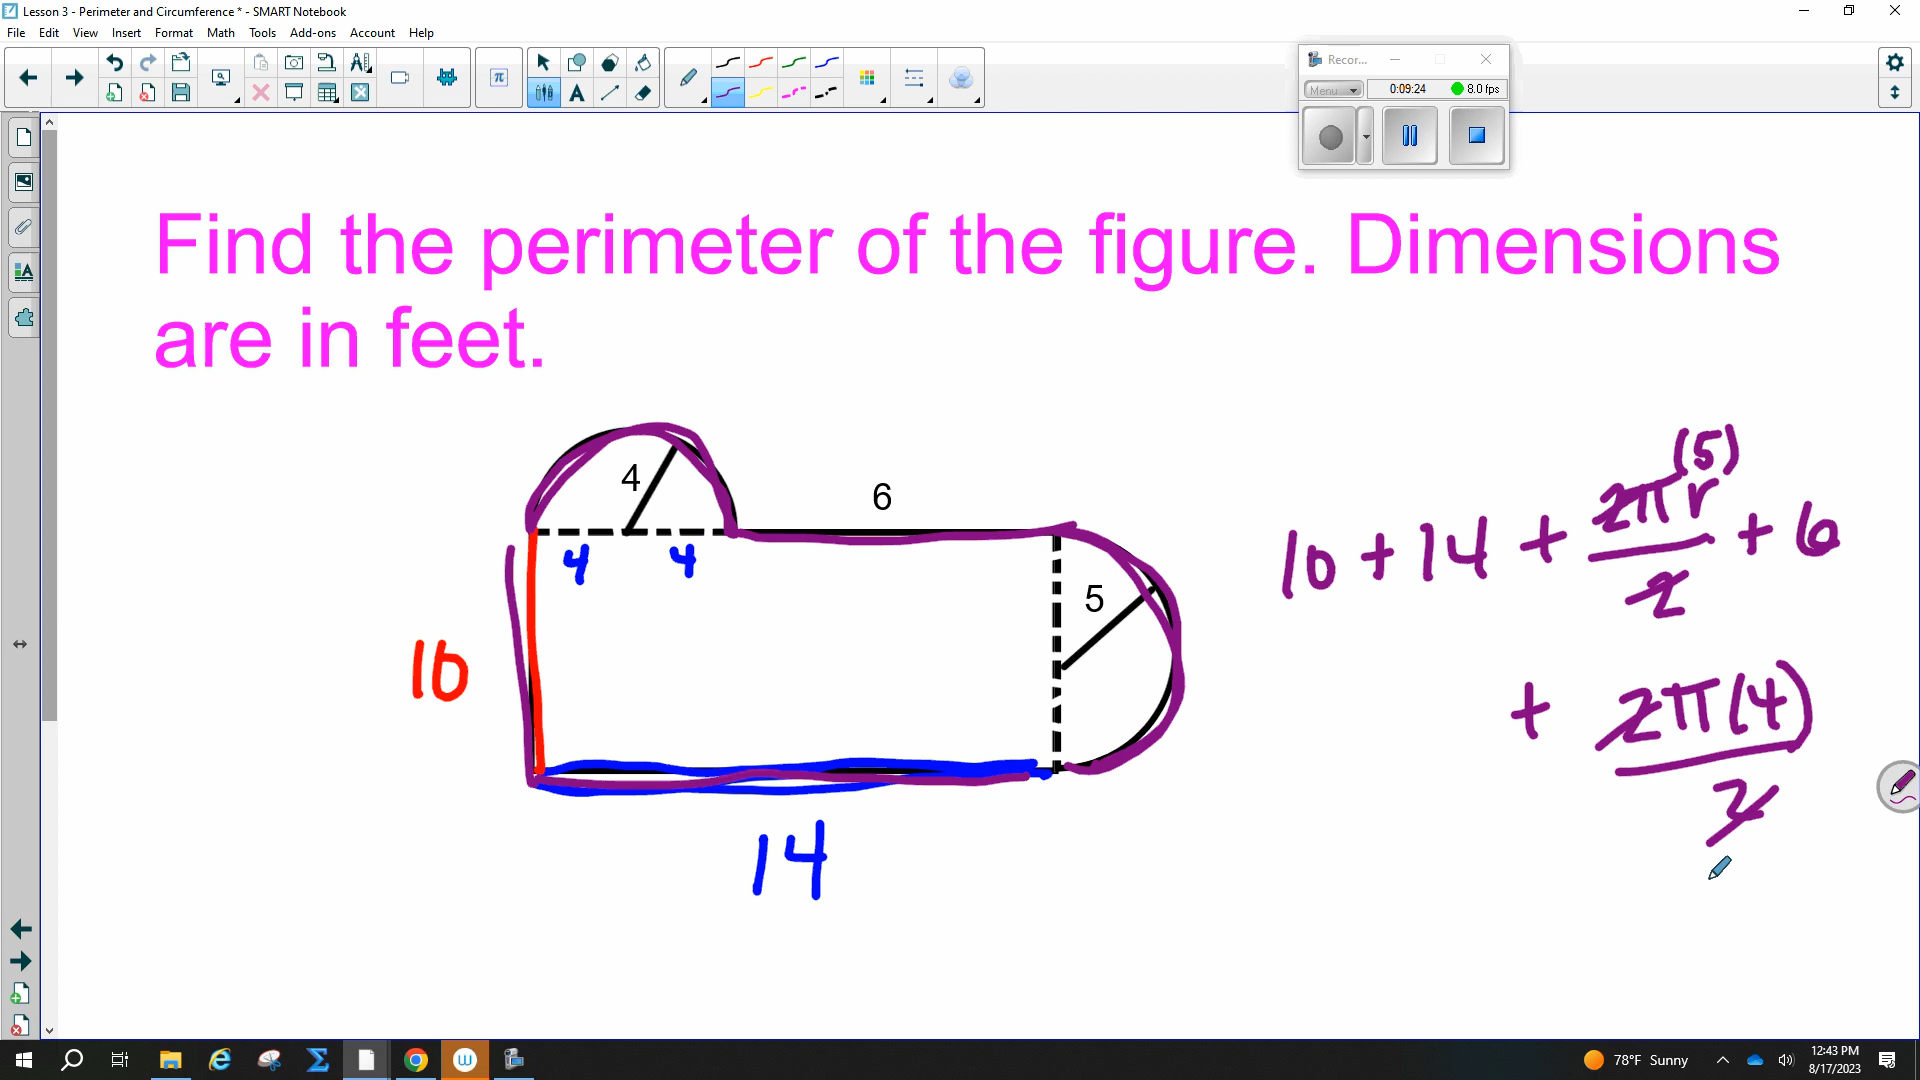 Lesson 3 - Perimeter and Circumference * - SMART Notebook
File Edit View Insert Format Math Tools Add-ons Account Help
Recor...
Menu
0:09:24
8.0 fps
Find the perimeter of the figure. Dimensions
are in feet.
4
6
4 4
5
10
14
10 + 14 + 2πr(5)/2 + 6
+ 2π(4)/2
78°F Sunny
12:43 PM
8/17/2023